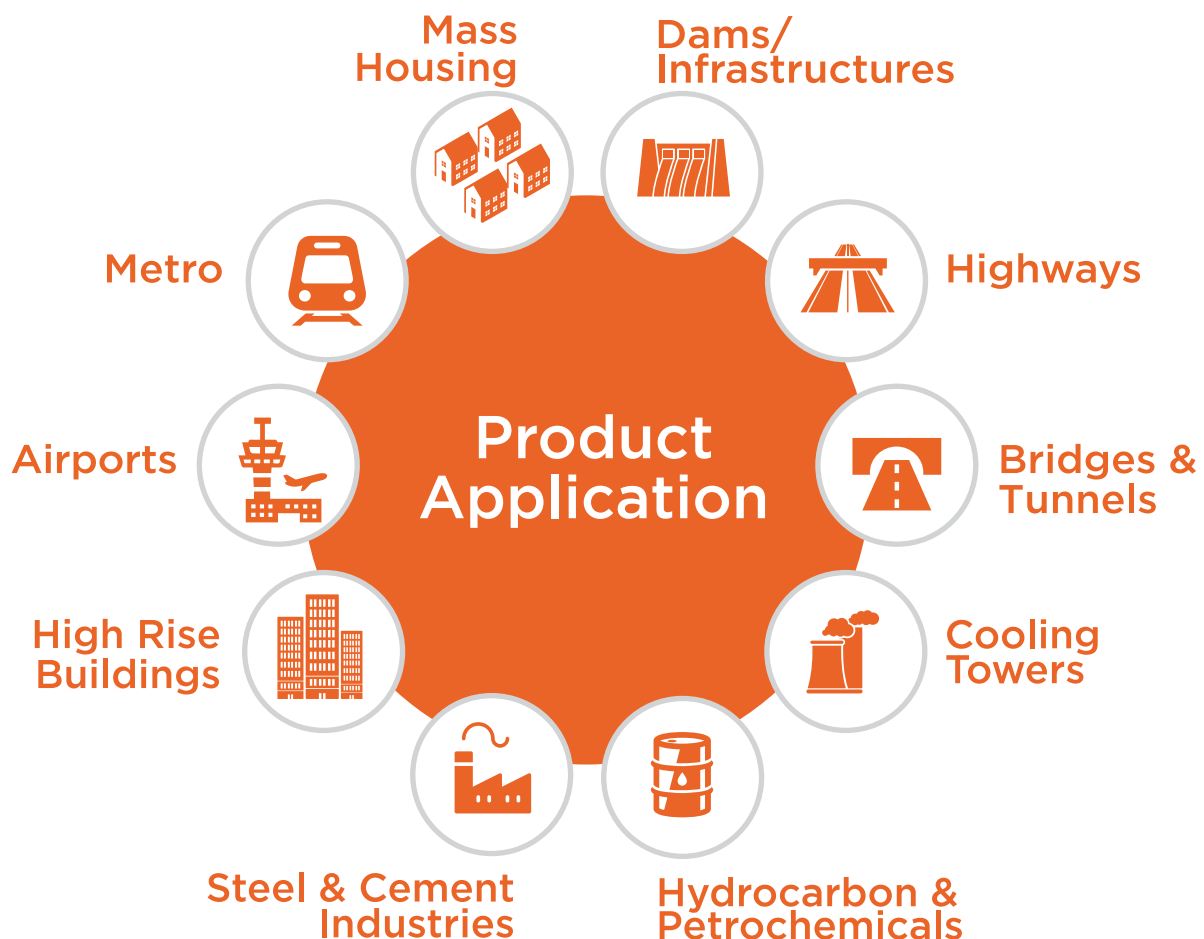 Mass
Housing
Dams/
Infrastructures
Metro
Highways
Airports
Product
Application
Bridges &
Tunnels
High Rise
Buildings
Cooling
Towers
Steel & Cement
Industries
Hydrocarbon &
Petrochemicals